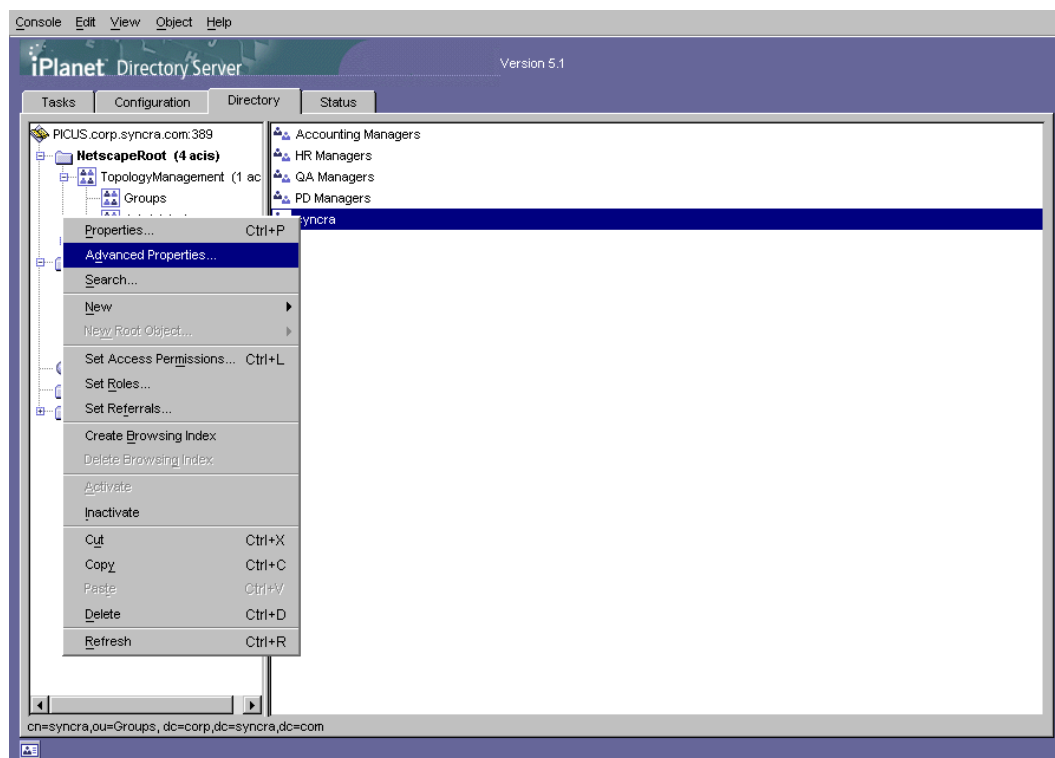 Console Edit View Object Help
iPlanet Directory Server
Version 5.1
Tasks Configuration Directory Status
PICUS.corp.syncra.com:389
NetscapeRoot (4 acis)
TopologyManagement (1 ac
Groups
Accounting Managers
HR Managers
QA Managers
PD Managers
syncra
Properties... Ctrl+P
Advanced Properties...
Search...
New
New Root Object...
Set Access Permissions... Ctrl+L
Set Roles...
Set Referrals...
Create Browsing Index
Delete Browsing Index
Activate
Inactivate
Cut Ctrl+X
Copy Ctrl+C
Paste Ctrl+V
Delete Ctrl+D
Refresh Ctrl+R
cn=syncra,ou=Groups, dc=corp,dc=syncra,dc=com